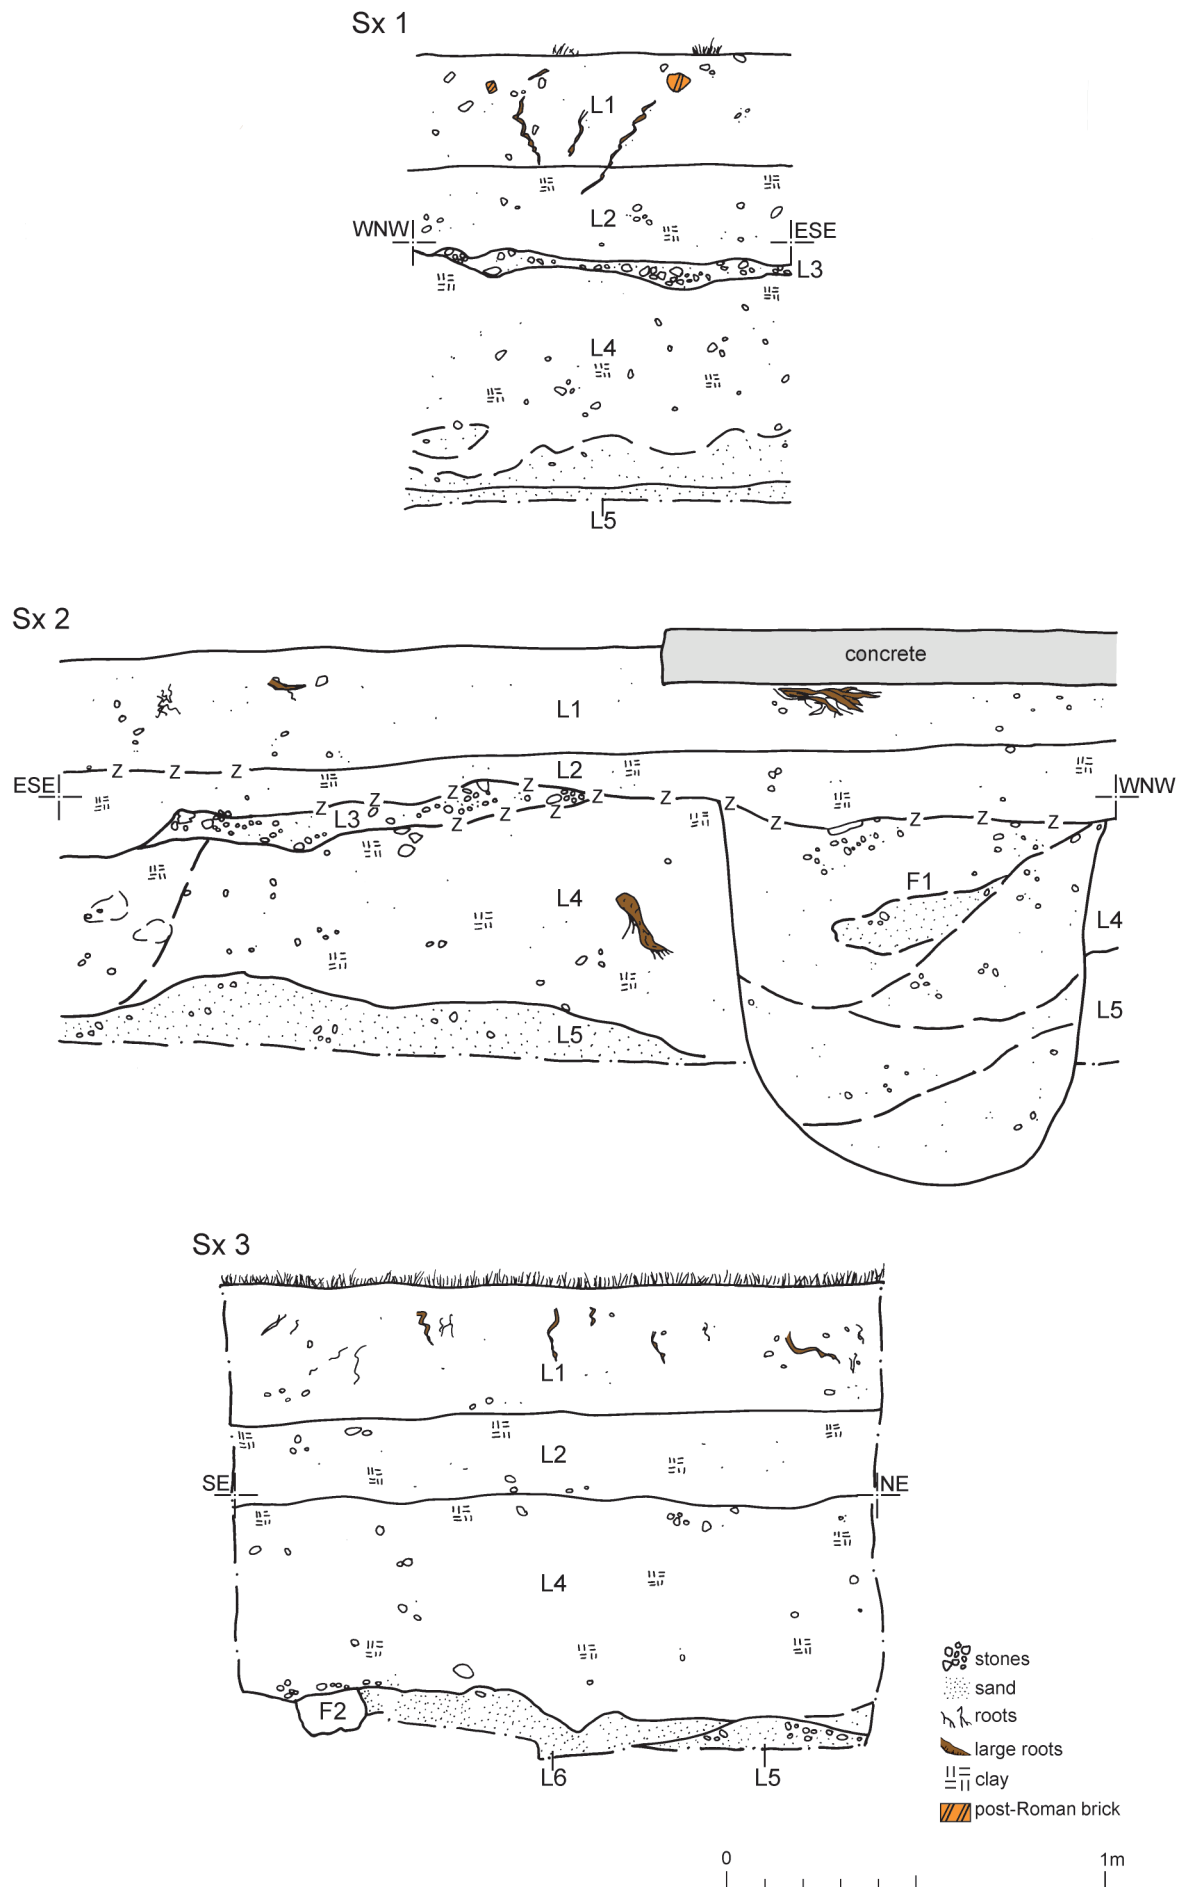 Sx 1
L1
L2
WNW
ESE
L3
L4
L5
Sx 2
concrete
L1
Z Z Z
L2
ESE
WNW
Z Z Z Z Z Z Z
L3
Z Z Z
Z Z Z Z
F1
L4
L4
L5
L5
Sx 3
L1
L2
SE
NE
L4
F2
L6
L5
stones
sand
roots
large roots
clay
post-Roman brick
0
1m